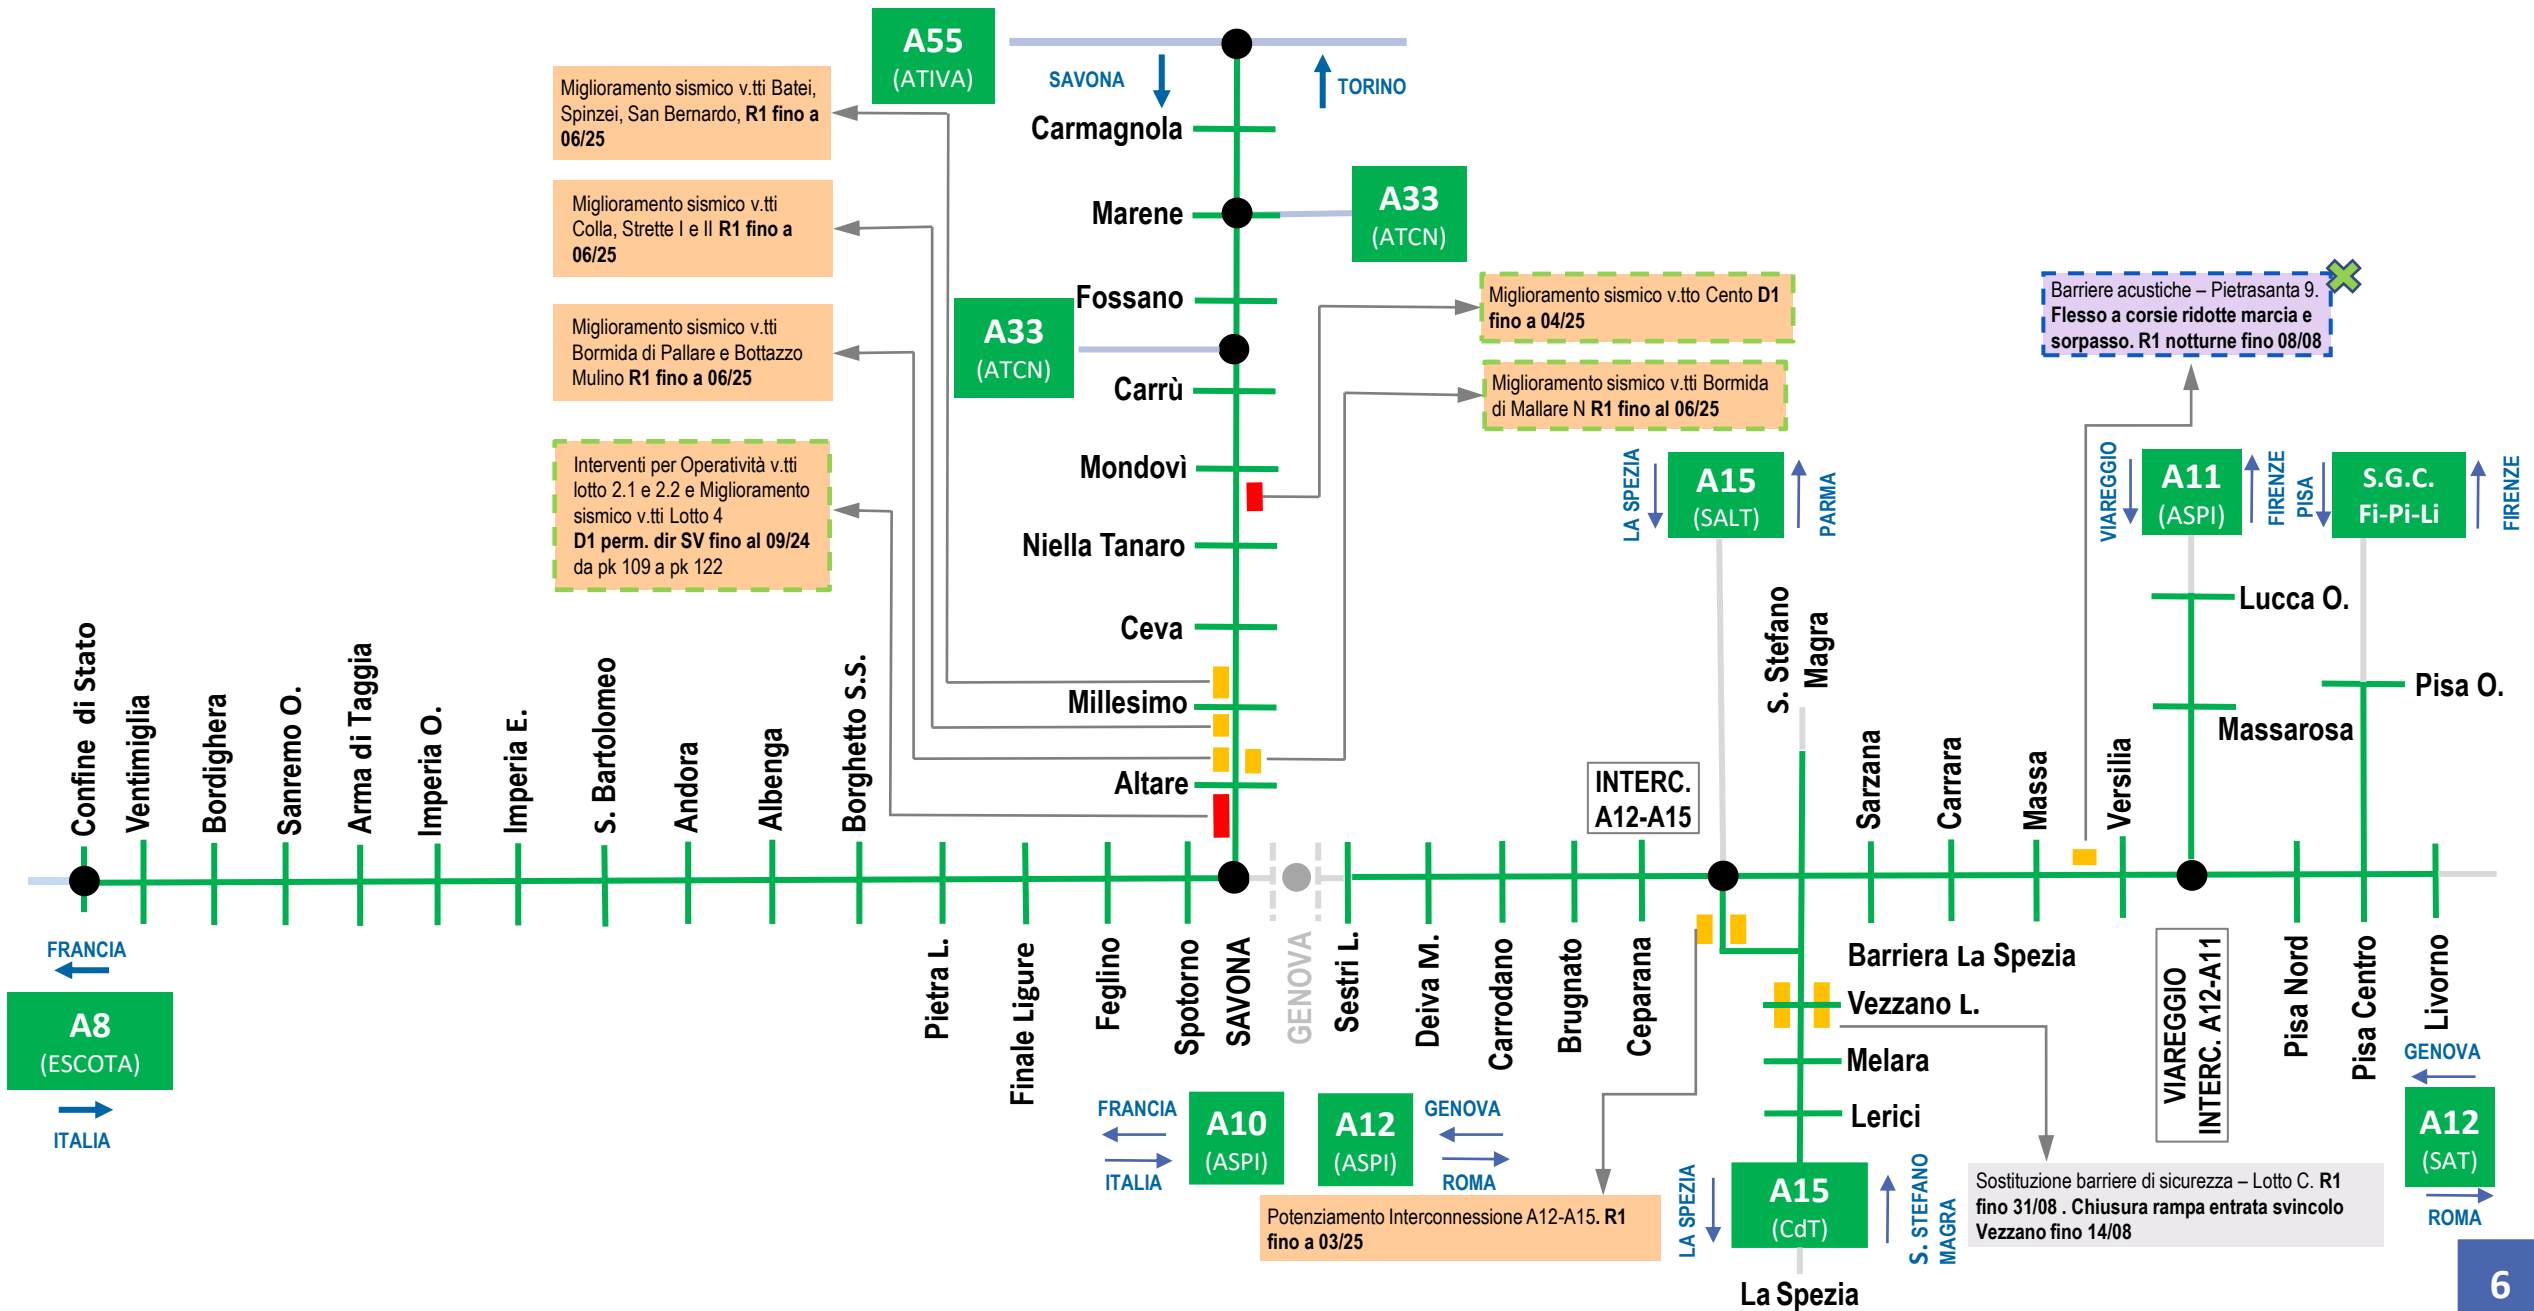 A55
(ATIVA)
SAVONA
TORINO
Miglioramento sismico v.tti Batei,
Spinzei, San Bernardo, R1 fino a
06/25
Miglioramento sismico v.tti
Colla, Strette I e II R1 fino a
06/25
Miglioramento sismico v.tti
Bormida di Pallare e Bottazzo
Mulino R1 fino a 06/25
Interventi per Operatività v.tti
lotto 2.1 e 2.2 e Miglioramento
sismico v.tti Lotto 4
D1 perm. dir SV fino al 09/24
da pk 109 a pk 122
Carmagnola
Marene
A33
(ATCN)
Fossano
A33
(ATCN)
Carrù
Mondovì
Niella Tanaro
Ceva
Millesimo
Altare
Miglioramento sismico v.tto Cento D1
fino a 04/25
Miglioramento sismico v.tti Bormida
di Mallare N R1 fino al 06/25
Barriere acustiche – Pietrasanta 9.
Flesso a corsie ridotte marcia e
sorpasso. R1 notturne fino 08/08
LA SPEZIA
A15
(SALT)
PARMA
VIAREGGIO
A11
(ASPI)
FIRENZE
PISA
S.G.C.
Fi-Pi-Li
FIRENZE
Lucca O.
Massarosa
Pisa O.
S. Stefano
Magra
INTERC.
A12-A15
Confine di Stato
Ventimiglia
Bordighera
Sanremo O.
Arma di Taggia
Imperia O.
Imperia E.
S. Bartolomeo
Andora
Albenga
Borghetto S.S.
Pietra L.
Finale Ligure
Feglino
Spotorno
SAVONA
GENOVA
Sestri L.
Deiva M.
Carrodano
Brugnato
Ceparana
Sarzana
Carrara
Massa
Versilia
VIAREGGIO
INTERC. A12-A11
Pisa Nord
Pisa Centro
Livorno
Barriera La Spezia
Vezzano L.
Melara
Lerici
FRANCIA
A8
(ESCOTA)
ITALIA
FRANCIA
ITALIA
A10
(ASPI)
A12
(ASPI)
GENOVA
ROMA
Potenziamento Interconnessione A12-A15. R1
fino a 03/25
LA SPEZIA
A15
(CdT)
S. STEFANO
MAGRA
La Spezia
Sostituzione barriere di sicurezza – Lotto C. R1
fino 31/08 . Chiusura rampa entrata svincolo
Vezzano fino 14/08
GENOVA
A12
(SAT)
ROMA
6